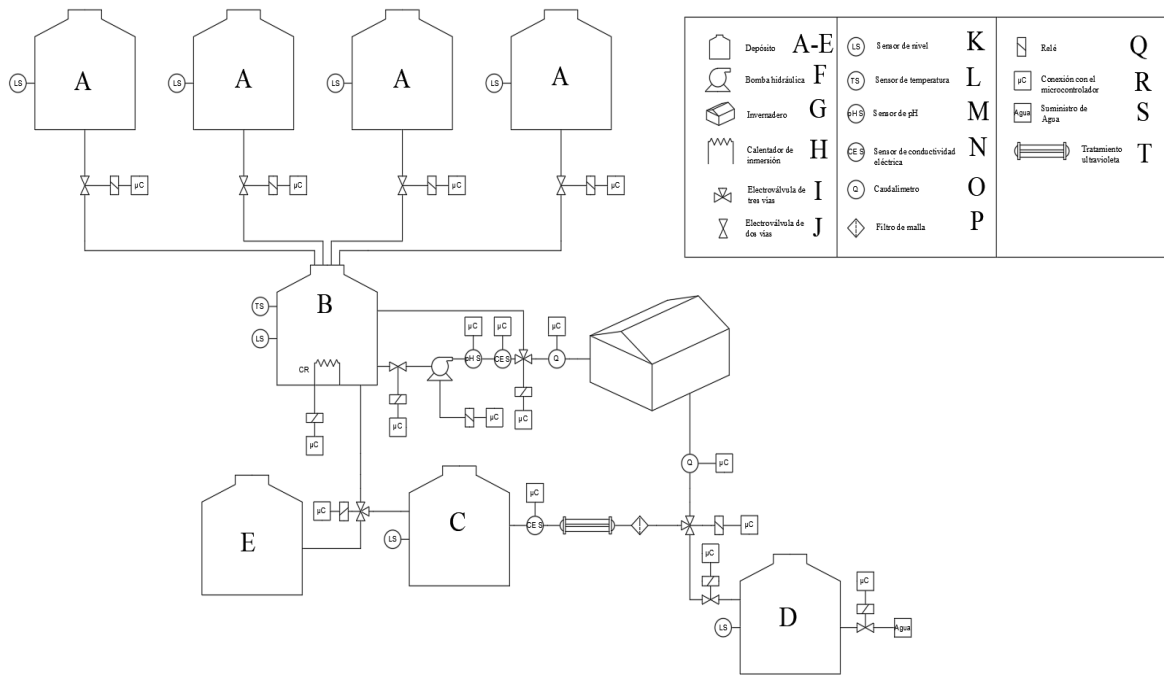 A
A
A
A
LS
LS
LS
LS
µC
µC
µC
µC
Depósito
A-E
Bomba hidráulica
F
Invernadero
G
Calentador de
inmersión
H
Electroválvula de
tres vías
I
Electroválvula de
dos vías
J
LS
Sensor de nivel
K
TS
Sensor de temperatura
L
pH S
Sensor de pH
M
CE S
Sensor de conductividad
eléctrica
N
Q
Caudalimetro
O
Filtro de malla
P
Relé
Q
µC
Conexión con el
microcontrolador
R
Agua
Suministro de
Agua
S
Tratamiento
ultravioleta
T
B
TS
LS
CR
µC
µC
µC
µC
µC
pH S
CE S
Q
µC
µC
µC
Q
µC
E
µC
C
LS
µC
CE S
µC
µC
D
LS
µC
Agua